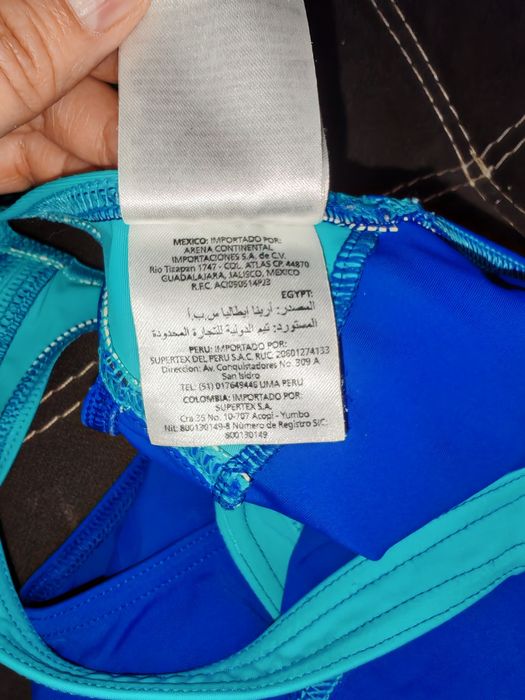 MEXICO: IMPORTADO POR:
ARENA CONTINENTAL
IMPORTACIONES S.A. de C.V.
Rio Tizapan 1747 - COL. ATLAS CP. 44870
GUADALAJARA, JALISCO, MEXICO
R.F.C. ACI050514PJ3
EGYPT:
المصدر: أرينا إيطاليا س.ب.أ
المستورد: تيم الدولية للتجارة المحدودة
PERU: IMPORTADO POR:
SUPERTEX DEL PERU S.A.C. RUC. 20601274133
Direccion: Av. Conquistadores No. 309 A
San Isidro
TEL: (51) 017649446 LIMA PERU
COLOMBIA: IMPORTADO POR:
SUPERTEX S.A.
Cra 35 No. 10-707 Acopi - Yumbo
Nit: 800130149-8 Número de Registro SIC.
800130149